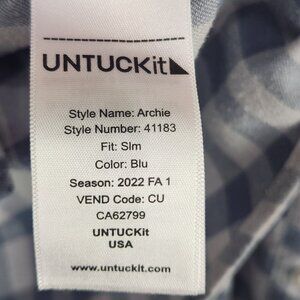 UNTUCKit
Style Name: Archie
Style Number: 41183
Fit: Slm
Color: Blu
Season: 2022 FA 1
VEND Code: CU
CA62799
UNTUCKit
USA
www.untuckit.com